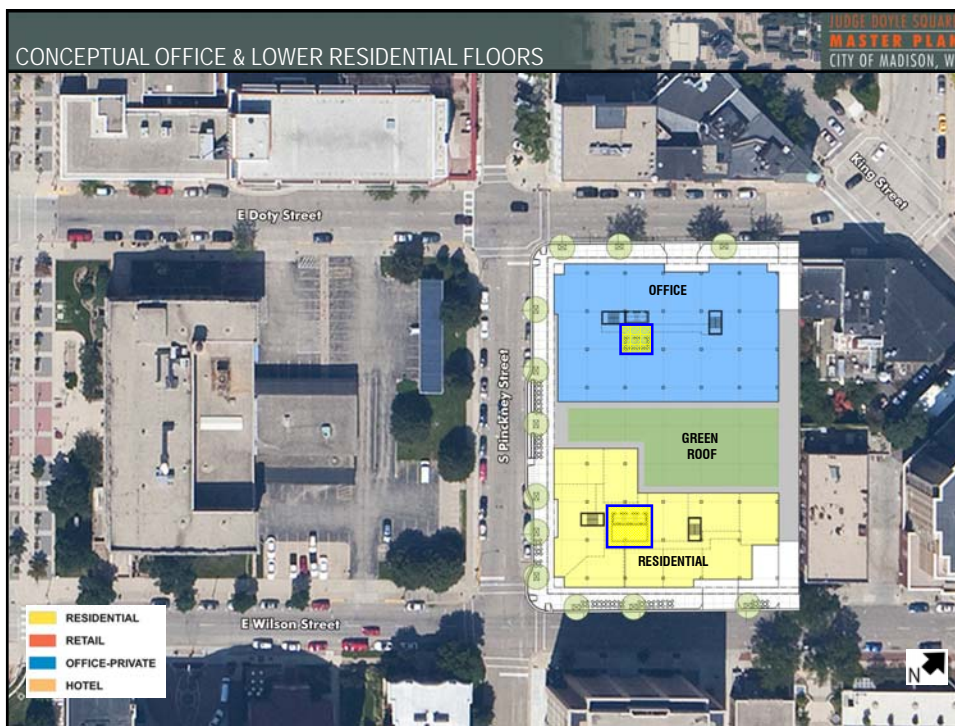 CONCEPTUAL OFFICE & LOWER RESIDENTIAL FLOORS
JUDGE DOYLE SQUARE
MASTER PLAN
CITY OF MADISON, W
King Street
E Doty Street
OFFICE
S Pinckney Street
GREEN
ROOF
RESIDENTIAL
E Wilson Street
RESIDENTIAL
RETAIL
OFFICE-PRIVATE
HOTEL
N